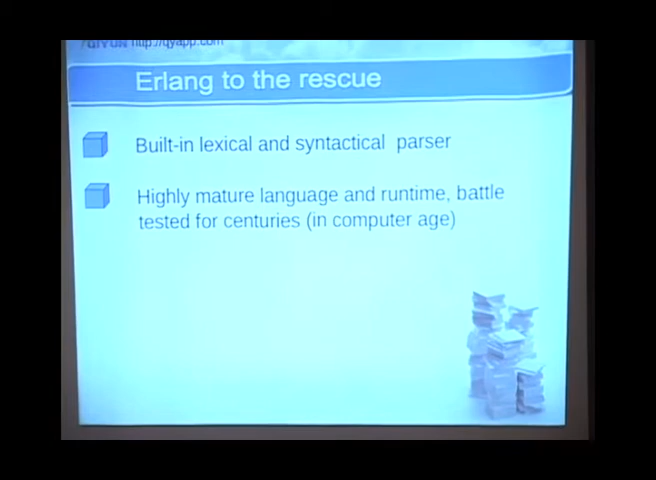 QIYUN http://qyapp.com
Erlang to the rescue
Built-in lexical and syntactical parser
Highly mature language and runtime, battle
tested for centuries (in computer age)